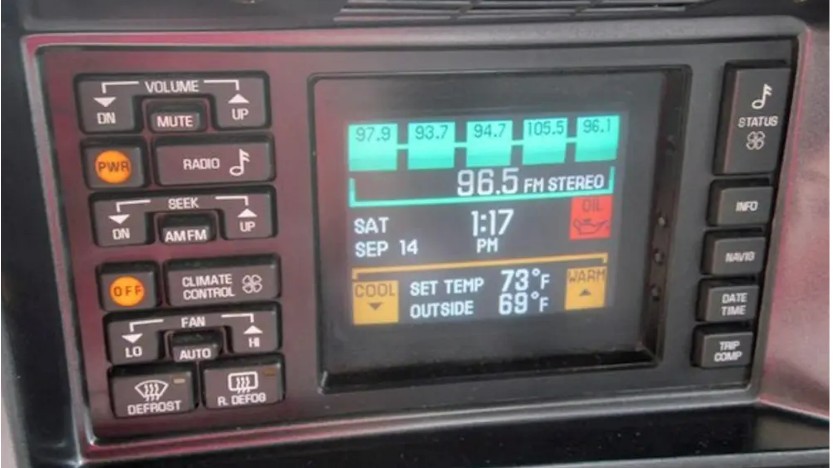 VOLUME
DN MUTE UP
PWR RADIO
SEEK
DN AM FM UP
OFF CLIMATE
CONTROL
FAN
LO AUTO HI
DEFROST R. DEFOG
97.9 93.7 94.7 105.5 96.1
96.5 FM STEREO
SAT 1:17 OIL
SEP 14 PM
COOL SET TEMP 73°F WARM
OUTSIDE 69°F
STATUS
INFO
NAVIG
DATE
TIME
TRIP
COMP